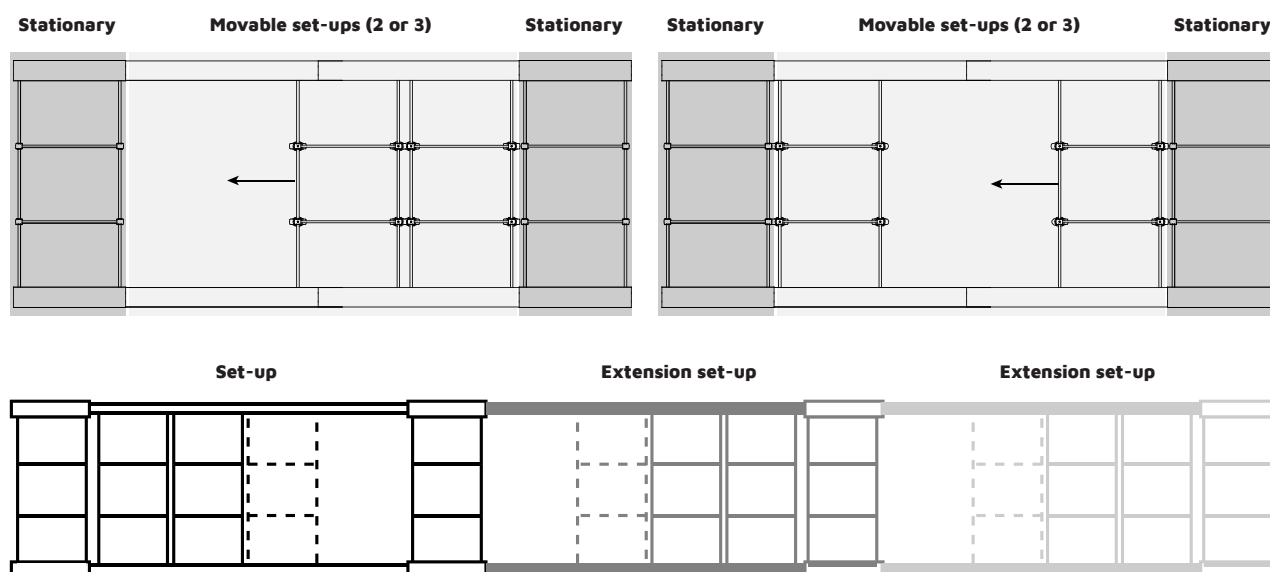 Stationary Movable set-ups (2 or 3) Stationary Stationary Movable set-ups (2 or 3) Stationary
Set-up Extension set-up Extension set-up